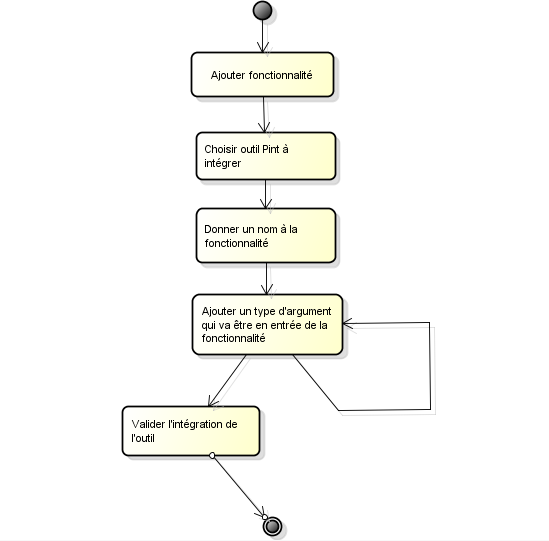 Ajouter fonctionnalité
Choisir outil Pint à
intégrer
Donner un nom à la
fonctionnalité
Ajouter un type d'argument
qui va être en entrée de la
fonctionnalité
Valider l'intégration de
l'outil